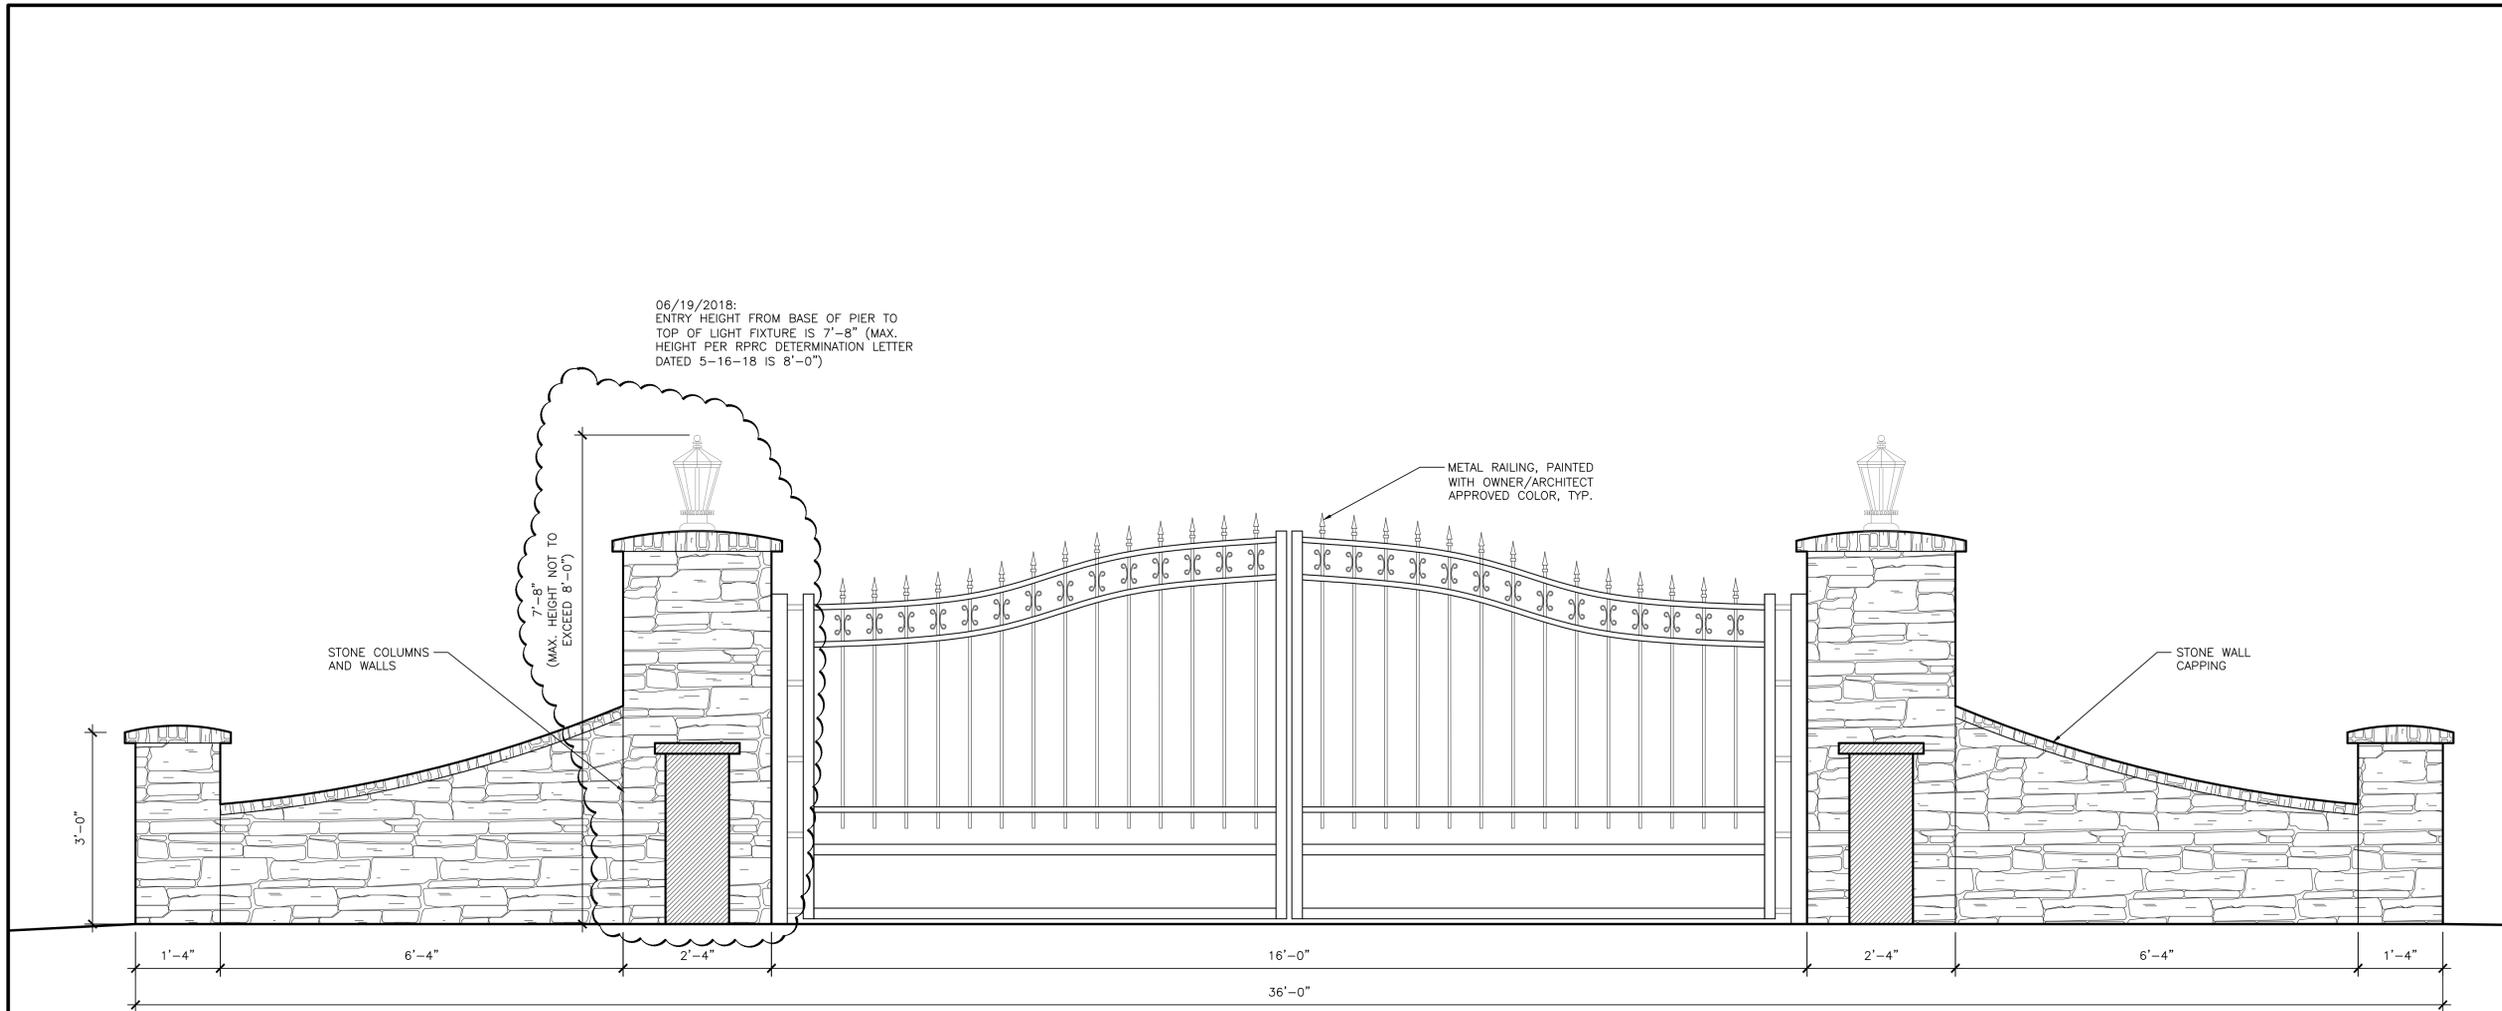 06/19/2018:
ENTRY HEIGHT FROM BASE OF PIER TO
TOP OF LIGHT FIXTURE IS 7'-8" (MAX.
HEIGHT PER RPRC DETERMINATION LETTER
DATED 5-16-18 IS 8'-0")
METAL RAILING, PAINTED
WITH OWNER/ARCHITECT
APPROVED COLOR, TYP.
7'-8"
(MAX. HEIGHT NOT TO
EXCEED 8'-0")
STONE COLUMNS
AND WALLS
STONE WALL
CAPPING
3'-0"
1'-4"
6'-4"
2'-4"
16'-0"
2'-4"
6'-4"
1'-4"
36'-0"